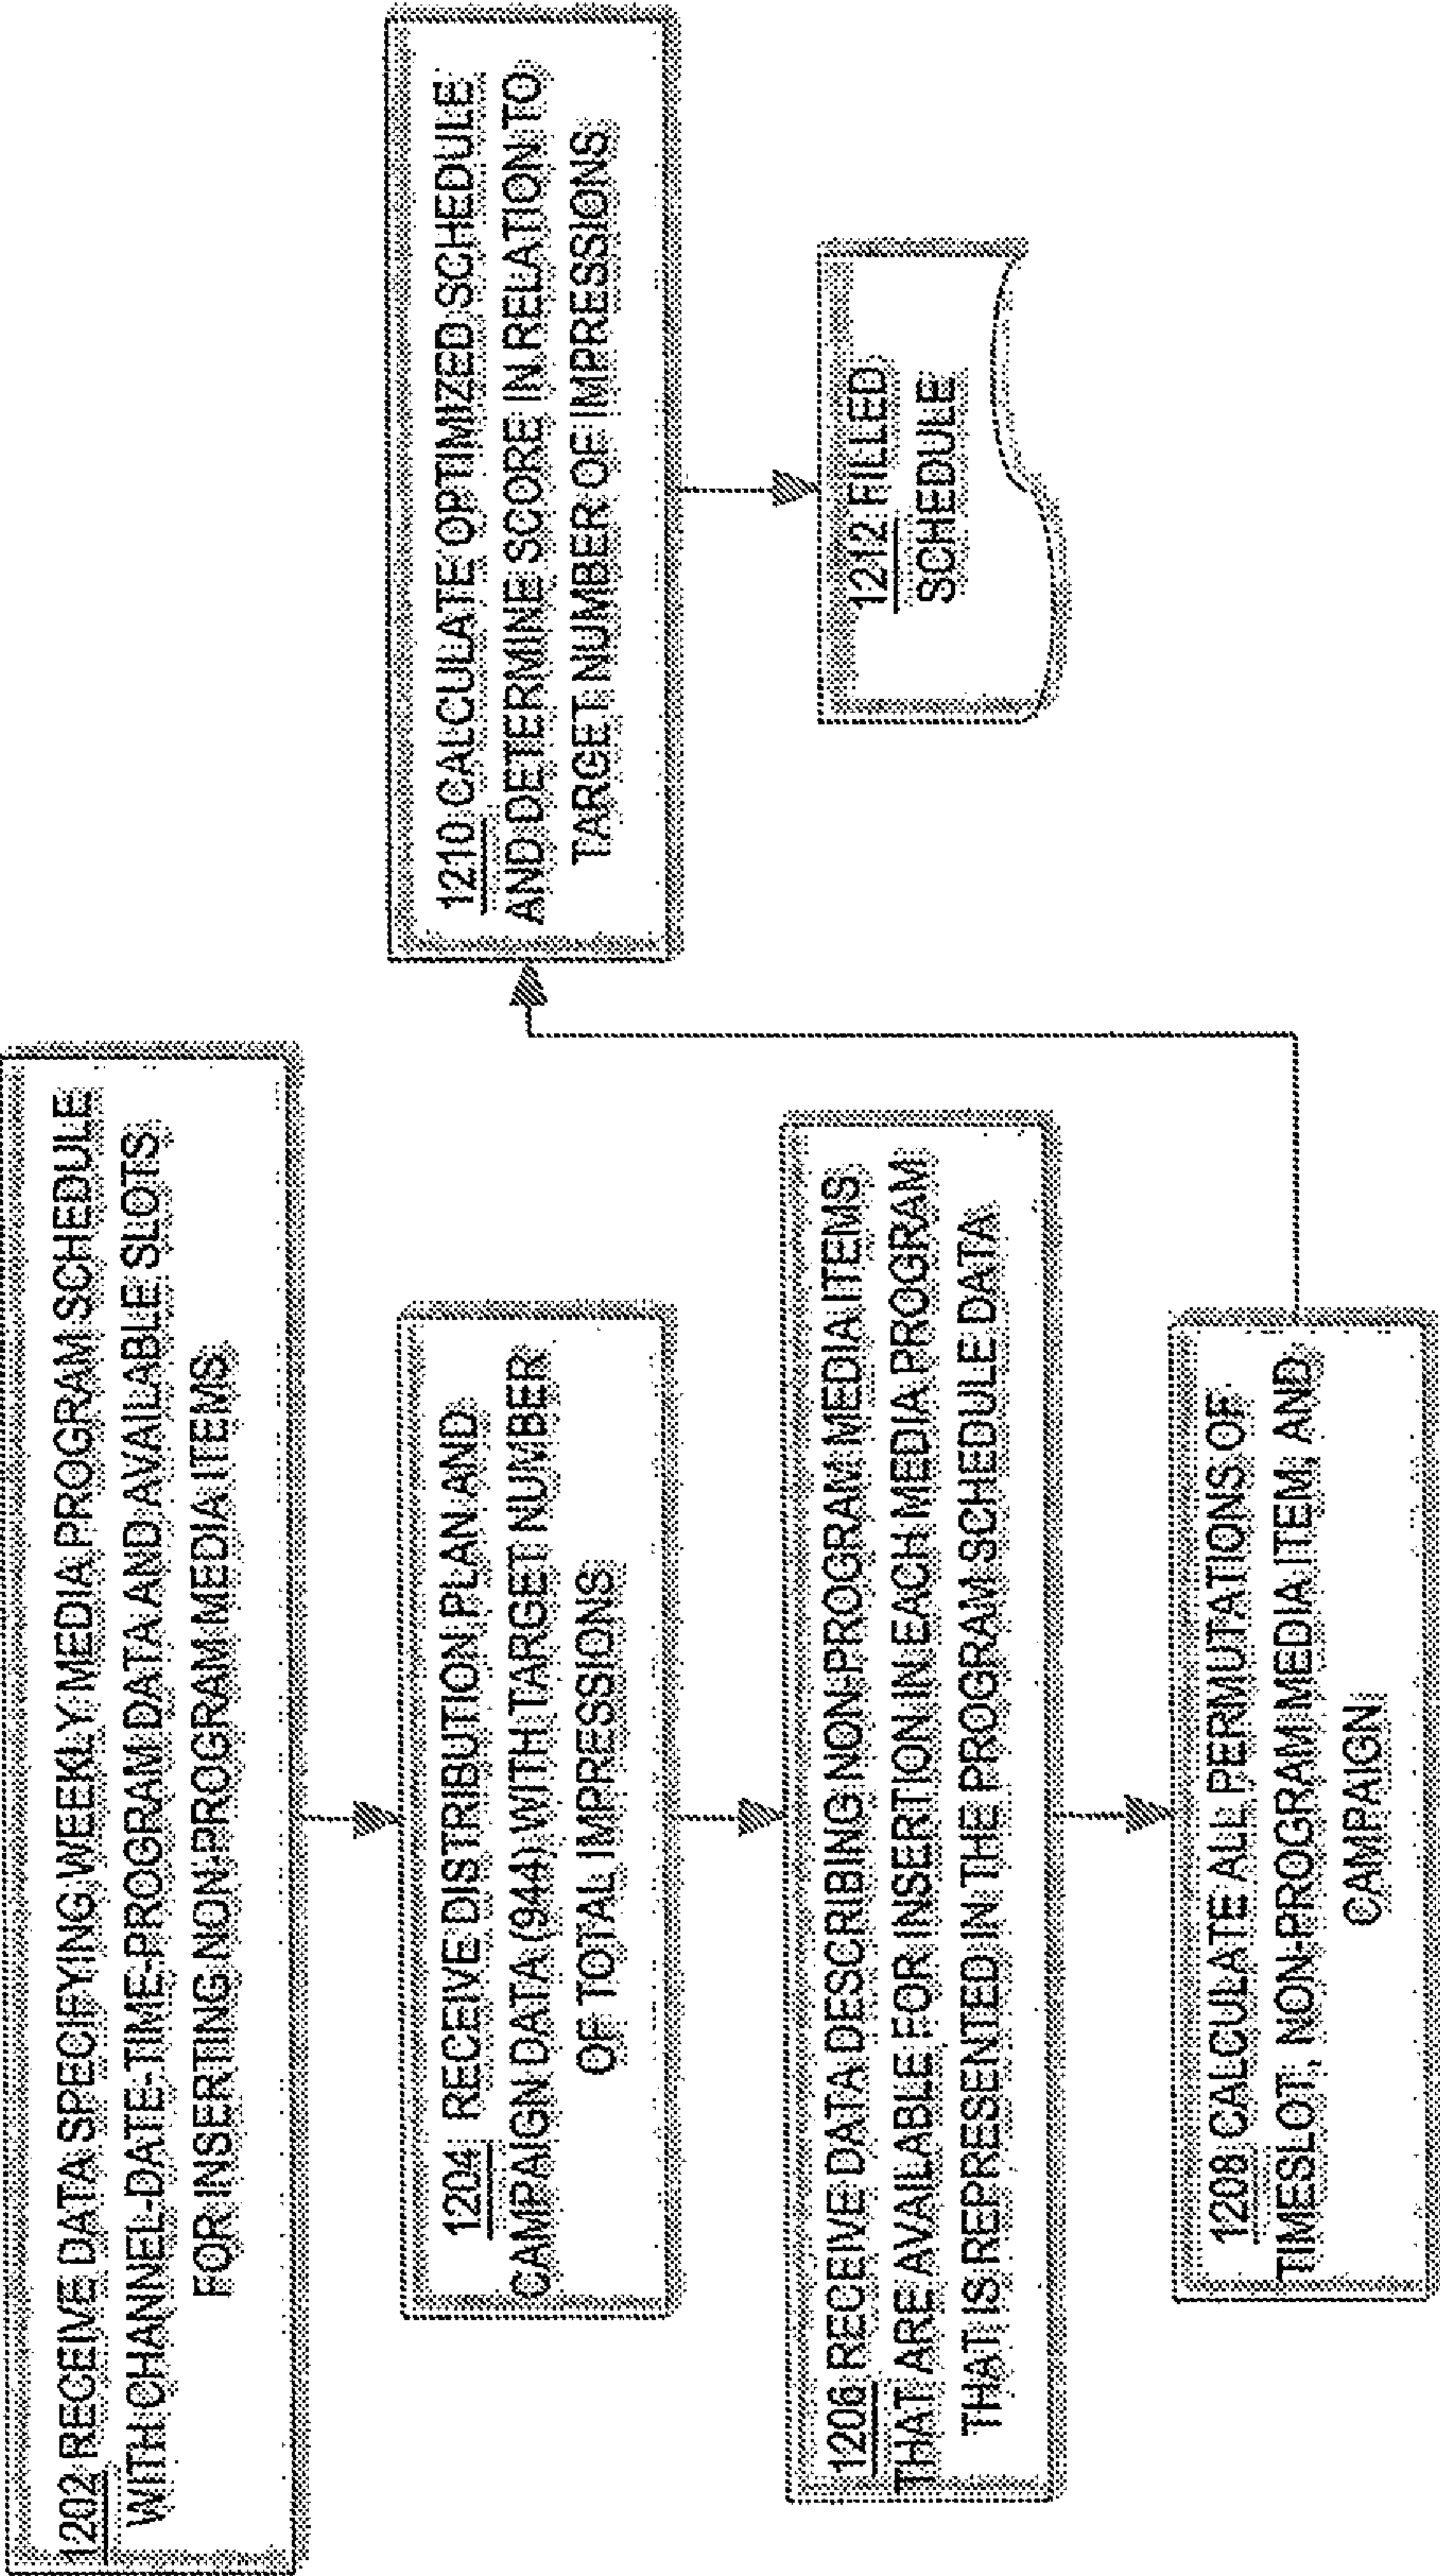 1202 RECEIVE DATA SPECIFYING WEEKLY MEDIA PROGRAM SCHEDULE
WITH CHANNEL-DATE-TIME-PROGRAM DATA AND AVAILABLE SLOTS
FOR INSERTING NON-PROGRAM MEDIA ITEMS
1204 RECEIVE DISTRIBUTION PLAN AND
CAMPAIGN DATA (944) WITH TARGET NUMBER
OF TOTAL IMPRESSIONS
1206 RECEIVE DATA DESCRIBING NON-PROGRAM MEDIA ITEMS
THAT ARE AVAILABLE FOR INSERTION IN EACH MEDIA PROGRAM
THAT IS REPRESENTED IN THE PROGRAM SCHEDULE DATA
1208 CALCULATE ALL PERMUTATIONS OF
TIMESLOT, NON-PROGRAM MEDIA ITEM, AND
CAMPAIGN
1210 CALCULATE OPTIMIZED SCHEDULE
AND DETERMINE SCORE IN RELATION TO
TARGET NUMBER OF IMPRESSIONS
1212 FILLED
SCHEDULE